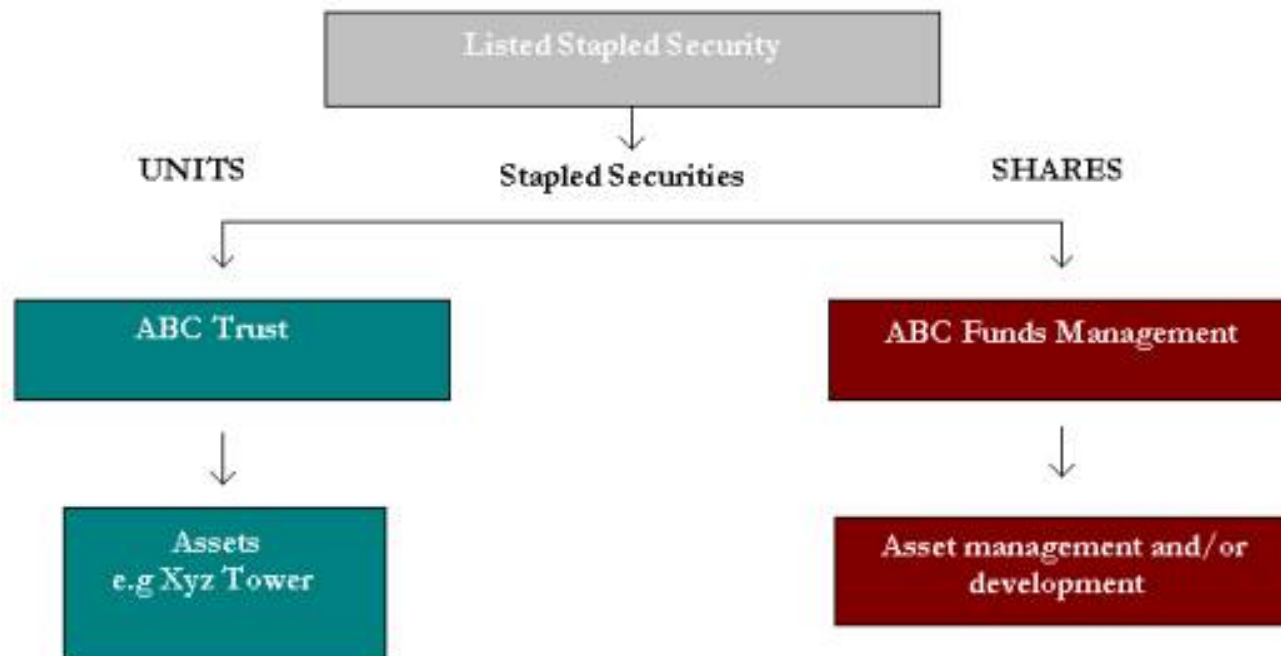 Listed Stapled Security
UNITS
Stapled Securities
SHARES
ABC Trust
ABC Funds Management
Assets
e.g Xyz Tower
Asset management and/or
development